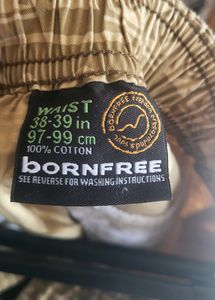 WAIST
38-39 in
97-99 cm
100% COTTON
bornfree
SEE REVERSE FOR WASHING INSTRUCTIONS